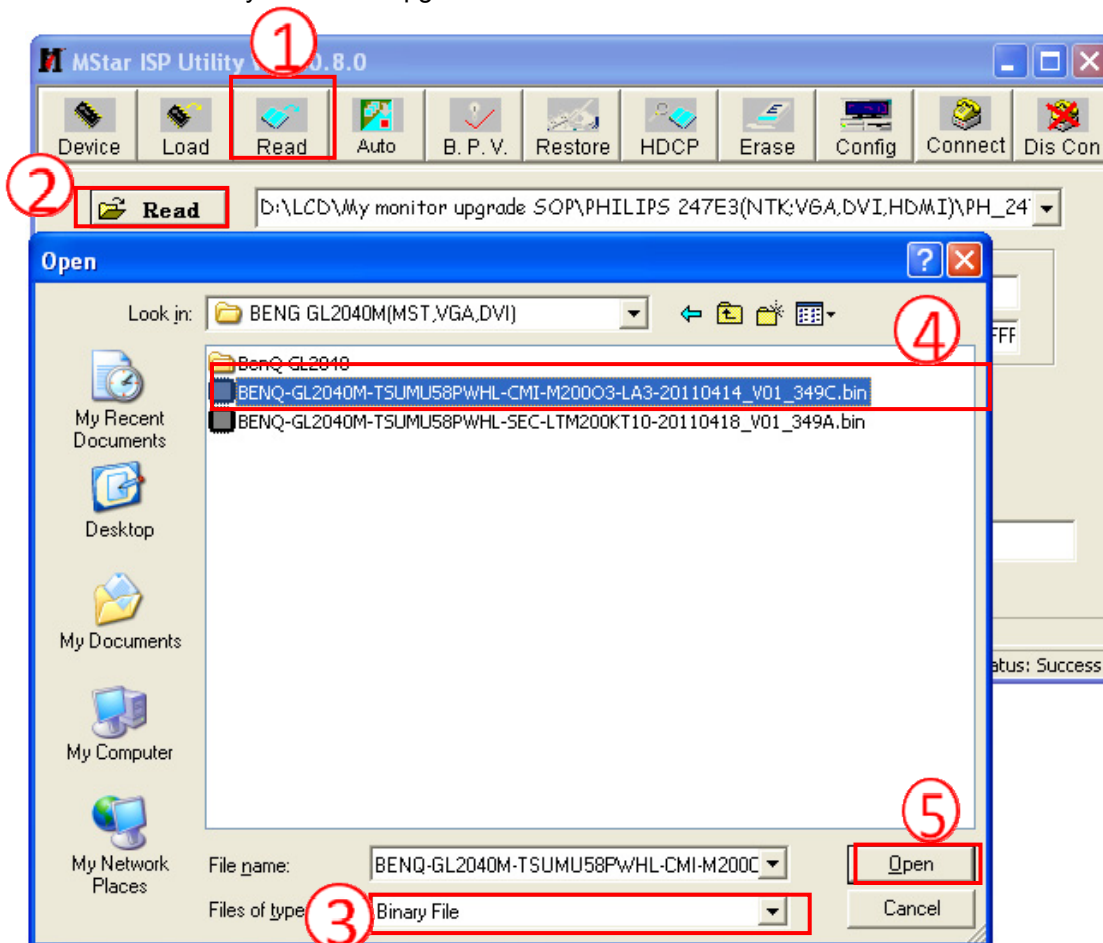 1
MStar ISP Utility .8.0
Device Load Read Auto B. P. V. Restore HDCP Erase Config Connect Dis Con
2
Read D:\LCD\My monitor upgrade SOP\PHILIPS 247E3(NTK;VGA,DVI,HDMI)\PH_24
Open
Look in: BENG GL2040M(MST,VGA,DVI)
4
FFF
BenQ GL2040
BENQ-GL2040M-TSUMU58PWHL-CMI-M200O3-LA3-20110414_V01_349C.bin
BENQ-GL2040M-TSUMU58PWHL-SEC-LTM200KT10-20110418_V01_349A.bin
My Recent
Documents
Desktop
My Documents
atus: Success
My Computer
5
My Network
Places
File name: BENQ-GL2040M-TSUMU58PWHL-CMI-M200C Open
Files of type 3 Binary File Cancel